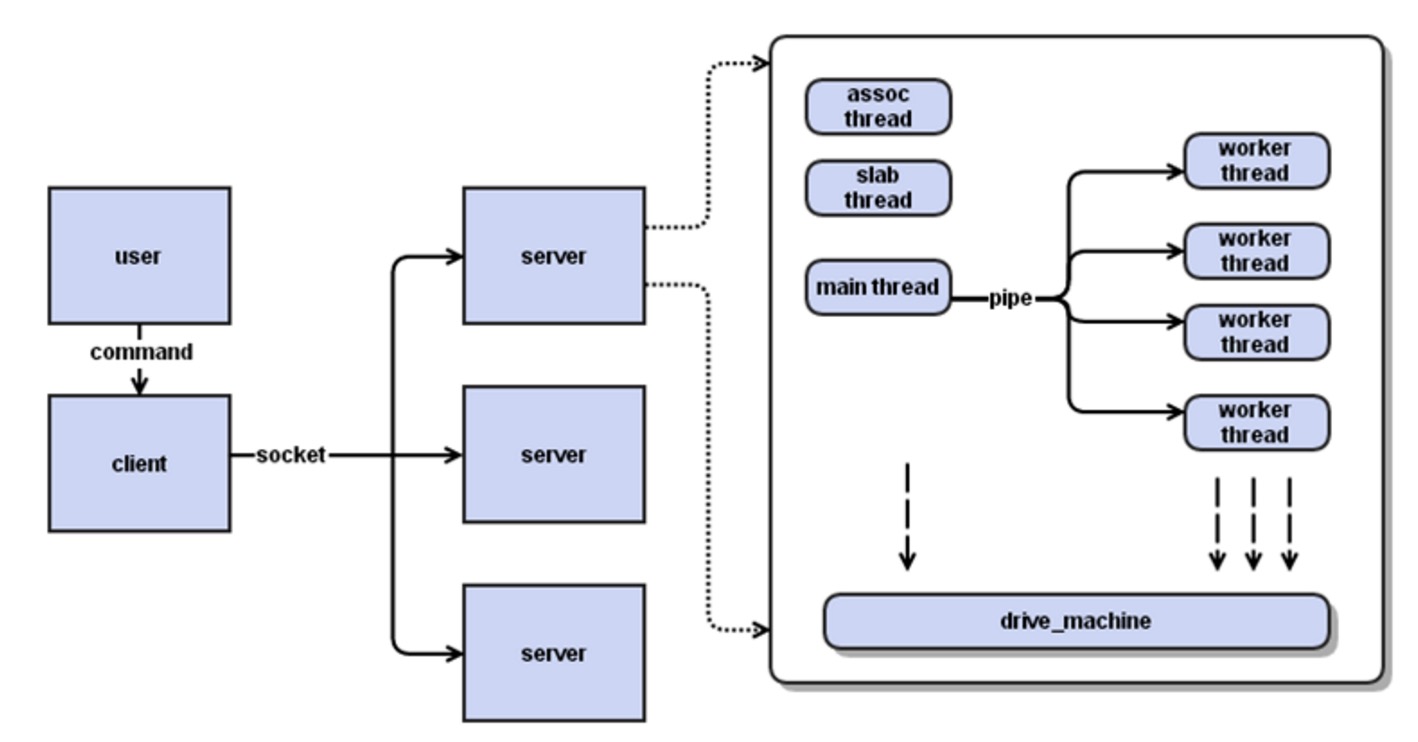 user
command
client
socket
server
server
server
assoc
thread
slab
thread
main thread
pipe
worker
thread
worker
thread
worker
thread
worker
thread
drive_machine